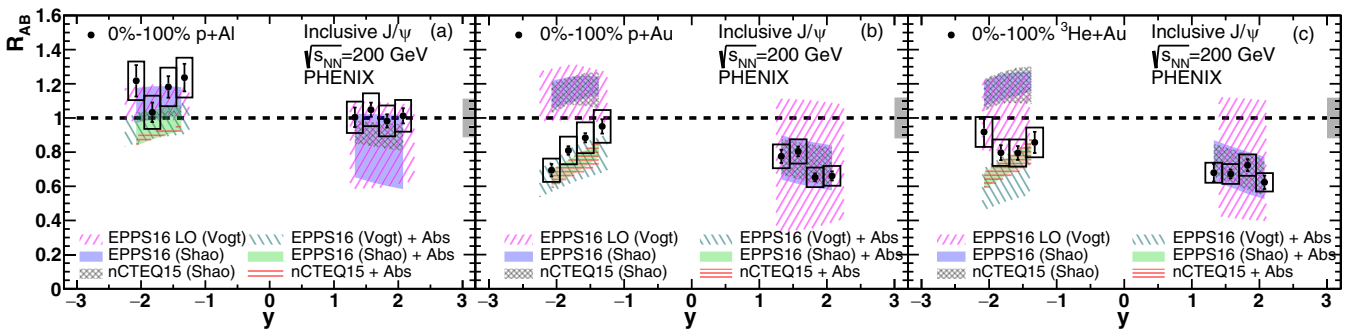 R_AB
1.6
1.4
1.2
1
0.8
0.6
0.4
0.2
0
0%-100% p+Al
Inclusive J/ψ (a)
√s_NN=200 GeV
PHENIX
EPPS16 LO (Vogt)
EPPS16 (Vogt) + Abs
EPPS16 (Shao)
EPPS16 (Shao) + Abs
nCTEQ15 (Shao)
nCTEQ15 + Abs
−3 −2 −1 0 1 2 3
y
0%-100% p+Au
Inclusive J/ψ (b)
√s_NN=200 GeV
PHENIX
EPPS16 LO (Vogt)
EPPS16 (Vogt) + Abs
EPPS16 (Shao)
EPPS16 (Shao) + Abs
nCTEQ15 (Shao)
nCTEQ15 + Abs
−3 −2 −1 0 1 2 3
y
0%-100% ³He+Au
Inclusive J/ψ (c)
√s_NN=200 GeV
PHENIX
EPPS16 LO (Vogt)
EPPS16 (Vogt) + Abs
EPPS16 (Shao)
EPPS16 (Shao) + Abs
nCTEQ15 (Shao)
nCTEQ15 + Abs
−3 −2 −1 0 1 2 3
y